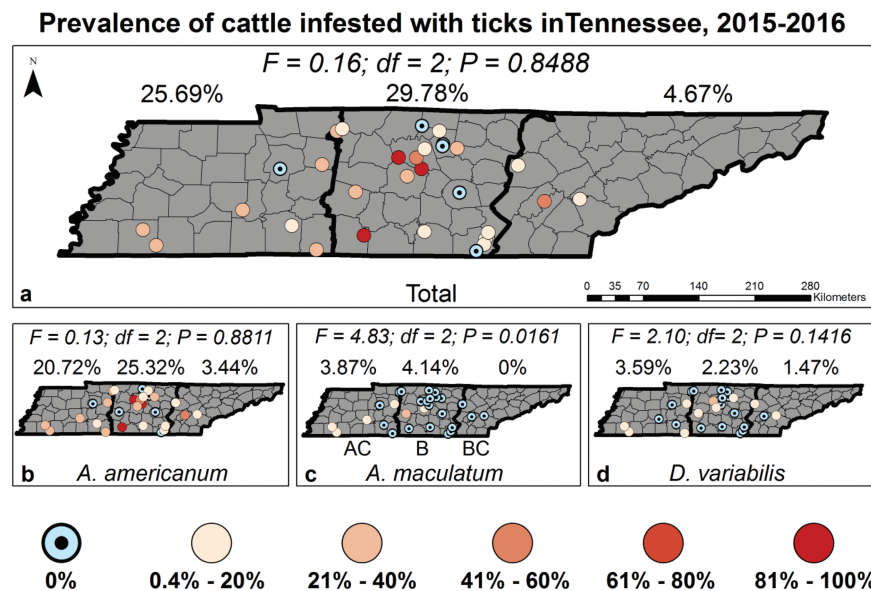 Prevalence of cattle infested with ticks inTennessee, 2015-2016
N
F = 0.16; df = 2; P = 0.8488
25.69% 29.78% 4.67%
a Total
0 35 70 140 210 280
Kilometers
F = 0.13; df = 2; P = 0.8811
20.72% 25.32% 3.44%
b A. americanum
F = 4.83; df = 2; P = 0.0161
3.87% 4.14% 0%
AC B BC
c A. maculatum
F = 2.10; df= 2; P = 0.1416
3.59% 2.23% 1.47%
d D. variabilis
0% 0.4% - 20% 21% - 40% 41% - 60% 61% - 80% 81% - 100%